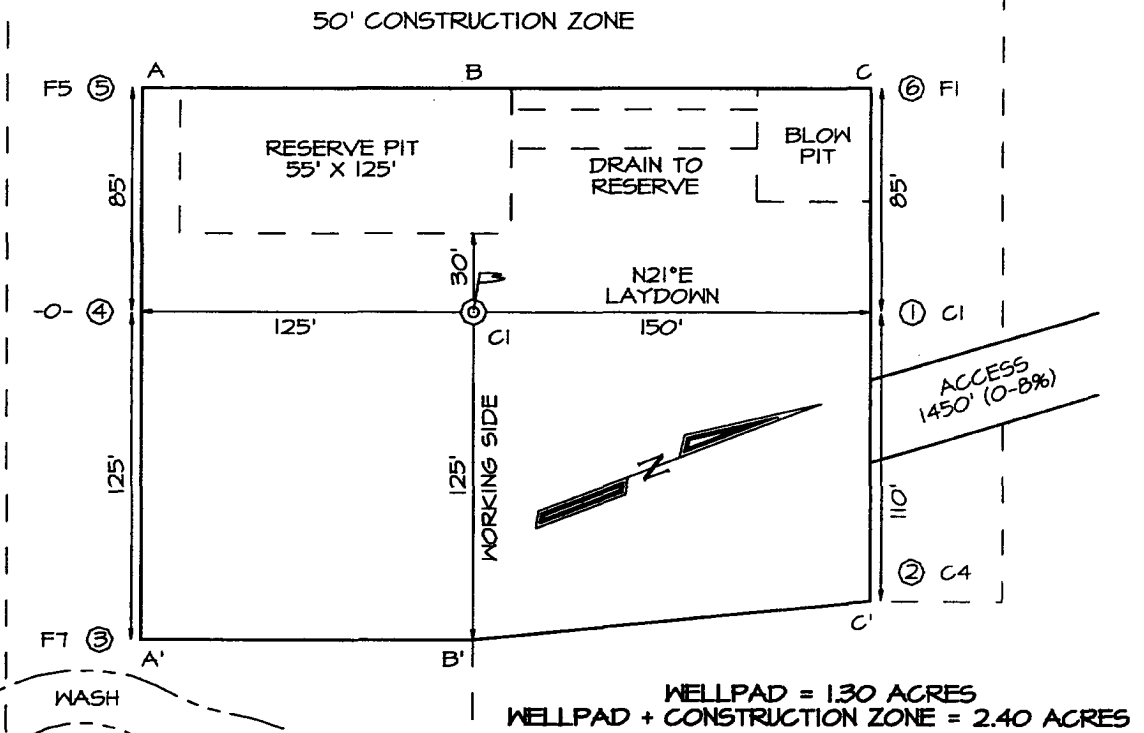 50' CONSTRUCTION ZONE
A
B
C
F5 ⑤
⑥ F1
RESERVE PIT
55' X 125'
BLOW
PIT
DRAIN TO
RESERVE
85'
85'
30'
N21°E
LAYDOWN
-0- ④
① C1
125'
150'
C1
ACCESS
1450' (0-8%)
125'
125'
WORKING SIDE
N
110'
② C4
F7 ③
C'
A'
B'
WASH
WELLPAD = 1.30 ACRES
WELLPAD + CONSTRUCTION ZONE = 2.40 ACRES